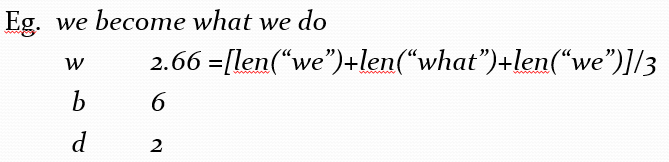 Eg. we become what we do
w 2.66 =[len(“we”)+len(“what”)+len(“we”)]/3
b 6
d 2